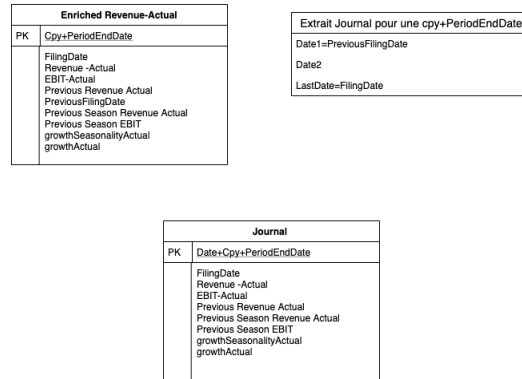 Enriched Revenue-Actual
PK Cpy+PeriodEndDate
FilingDate
Revenue -Actual
EBIT-Actual
Previous Revenue Actual
PreviousFilingDate
Previous Season Revenue Actual
Previous Season EBIT
growthSeasonalityActual
growthActual
Extrait Journal pour une cpy+PeriodEndDate
Date1=PreviousFilingDate
Date2
LastDate=FilingDate
Journal
PK Date+Cpy+PeriodEndDate
FilingDate
Revenue -Actual
EBIT-Actual
Previous Revenue Actual
Previous Season Revenue Actual
Previous Season EBIT
growthSeasonalityActual
growthActual